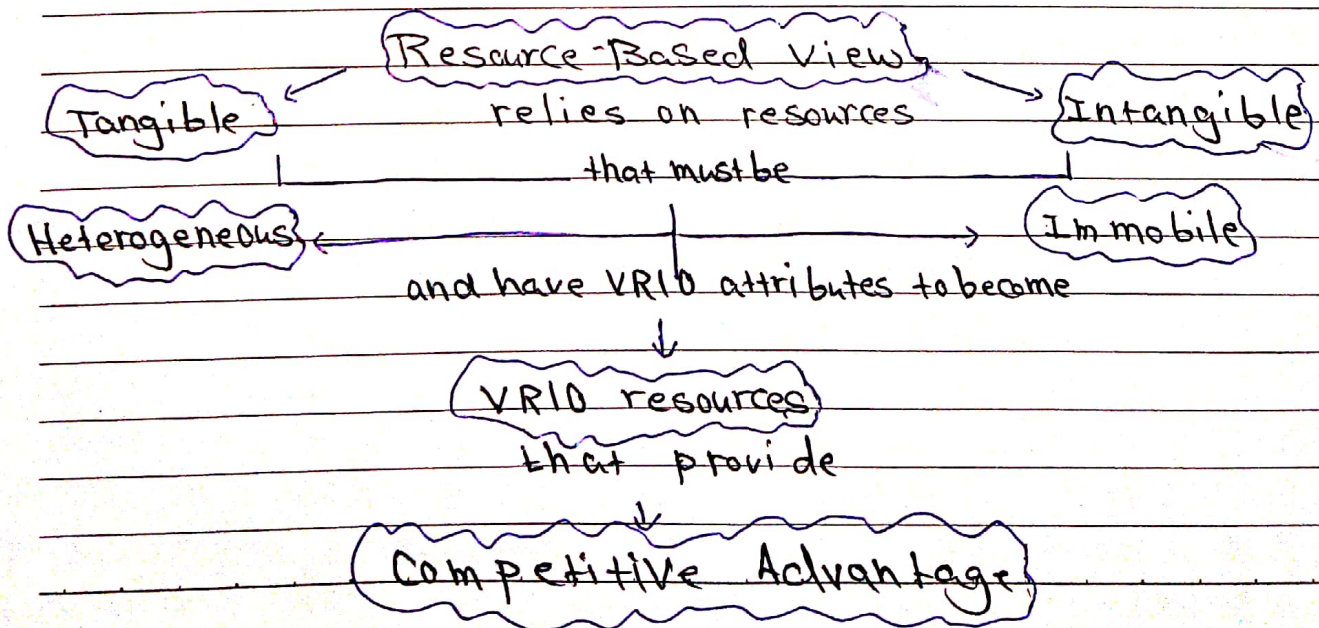 Resource-Based View
Tangible relies on resources Intangible
that must be
Heterogeneous Immobile
and have VRIO attributes to become
VRIO resources
that provide
Competitive Advantage